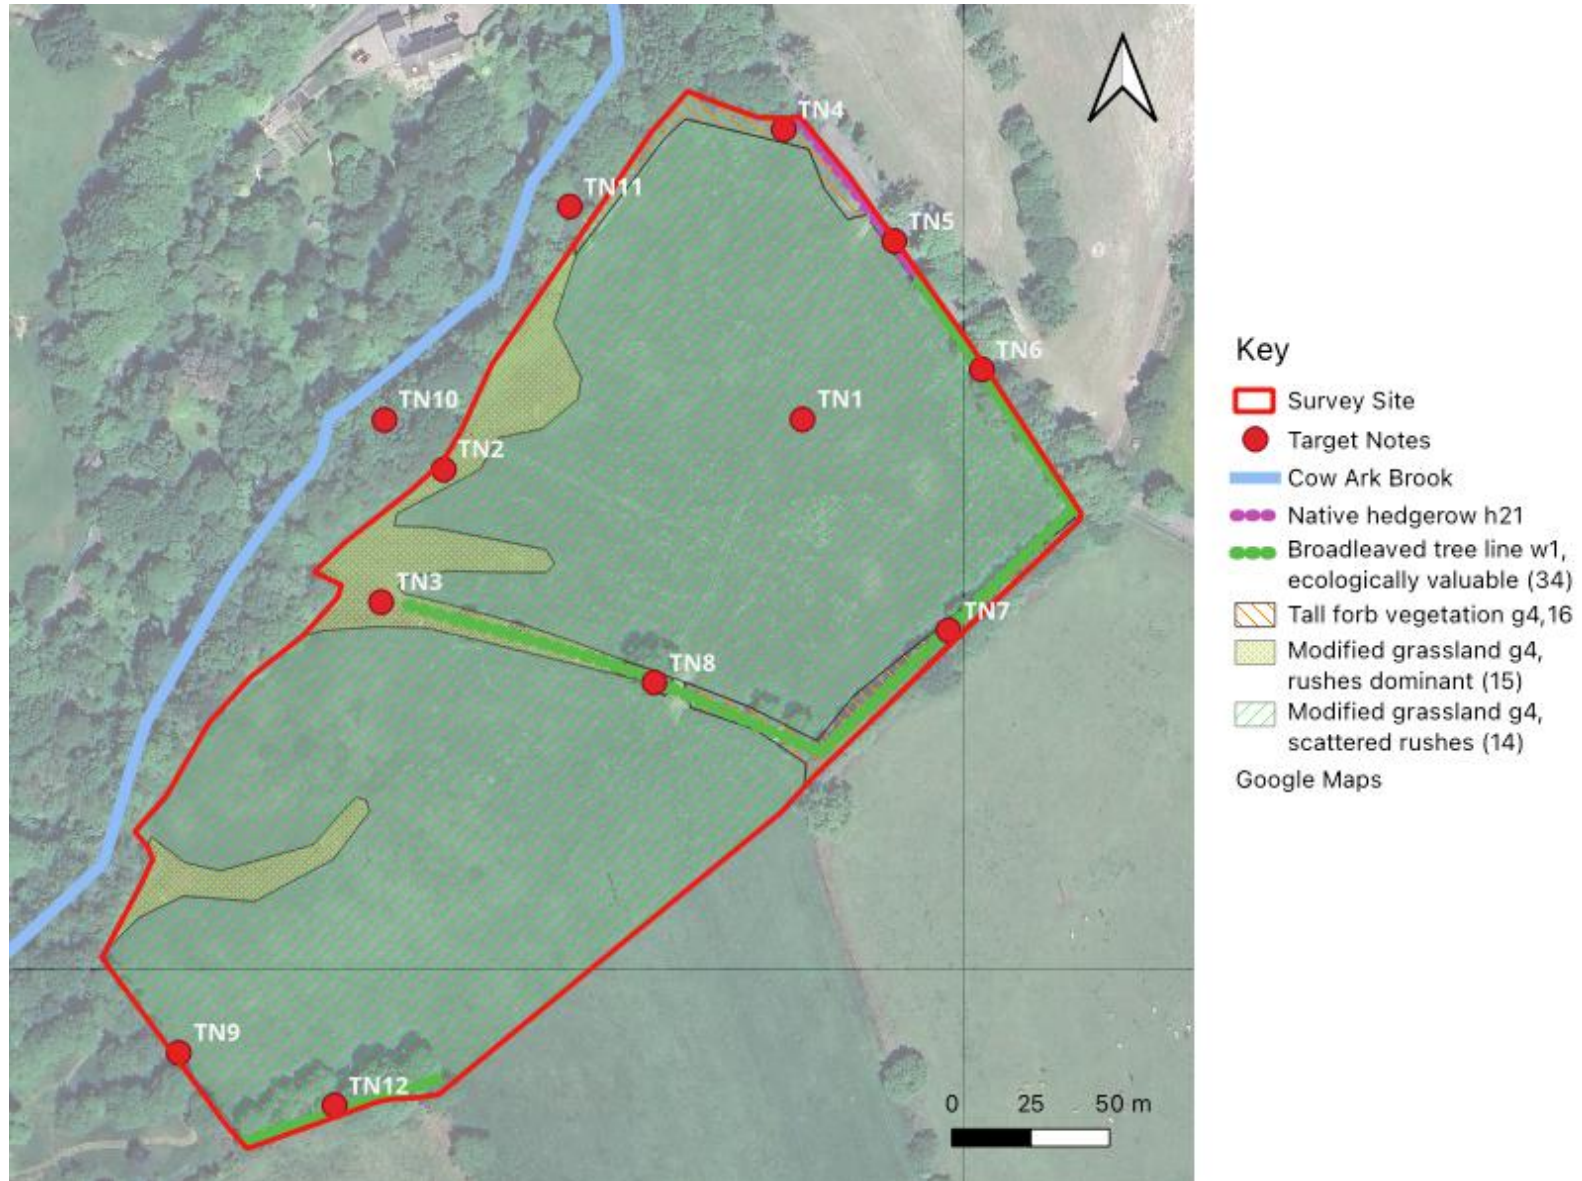 TN4
TN11
TN5
TN6
TN10
TN1
TN2
TN3
TN7
TN8
TN9
TN12
0 25 50 m
Key
Survey Site
Target Notes
Cow Ark Brook
Native hedgerow h21
Broadleaved tree line w1,
ecologically valuable (34)
Tall forb vegetation g4,16
Modified grassland g4,
rushes dominant (15)
Modified grassland g4,
scattered rushes (14)
Google Maps